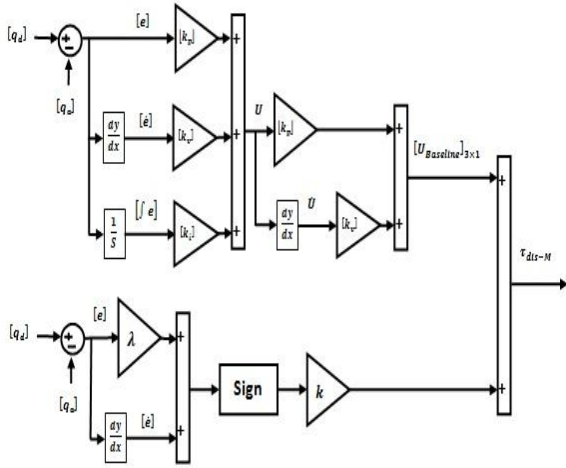 [e]
[q_d]
+
−
[k_p]
+
[q_a]
[ė]
dy/dx
[k_v]
+
U
[k_p]
+
[U_Baseline]_3×1
+
[∫ e]
1/S
[k_i]
+
dy/dx
U̇
[k_v]
+
τ_dis−M
[e]
[q_d]
+
−
λ
+
[q_a]
Sign
k
+
dy/dx
[ė]
+